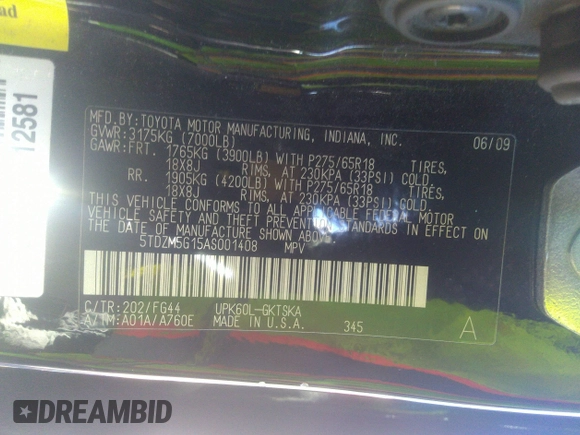 ad
12581
MFD.BY:TOYOTA MOTOR MANUFACTURING, INDIANA, INC. 06/09
GVWR:3175KG (7000LB)
GAWR:FRT. 1765KG (3900LB) WITH P275/65R18 TIRES,
18X8J RIMS, AT 230KPA (33PSI) COLD.
RR. 1905KG (4200LB) WITH P275/65R18 TIRES,
18X8J RIMS, AT 230KPA (33PSI) COLD.
THIS VEHICLE CONFORMS TO ALL APPLICABLE FEDERAL MOTOR
VEHICLE SAFETY AND THEFT PREVENTION STANDARDS IN EFFECT ON
THE DATE OF MANUFACTURE SHOWN ABOVE.
5TDZM5G15AS001408 MPV
C/TR:202/FG44 UPK60L-GKTSKA
A/TM:A01A/A760E MADE IN U.S.A. 345 A
DREAMBID